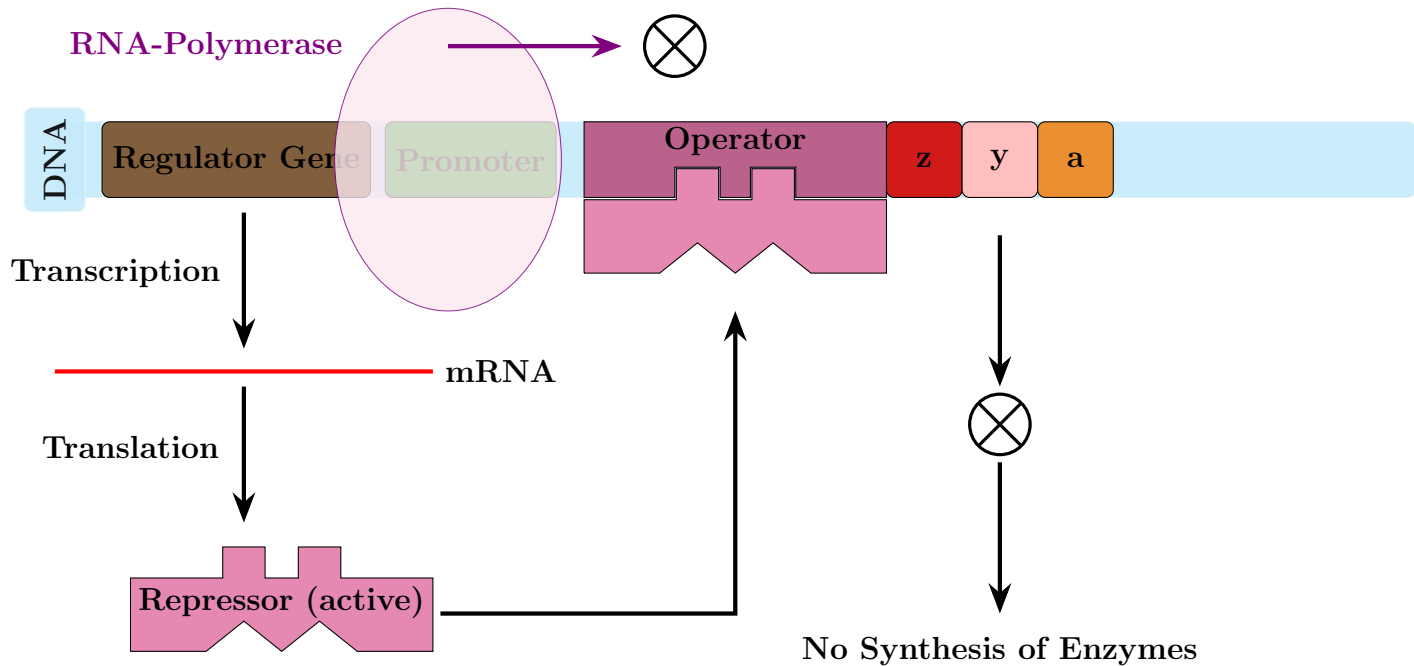 RNA-Polymerase
DNA
Regulator Gene
Promoter
Operator
z
y
a
Transcription
mRNA
Translation
Repressor (active)
No Synthesis of Enzymes